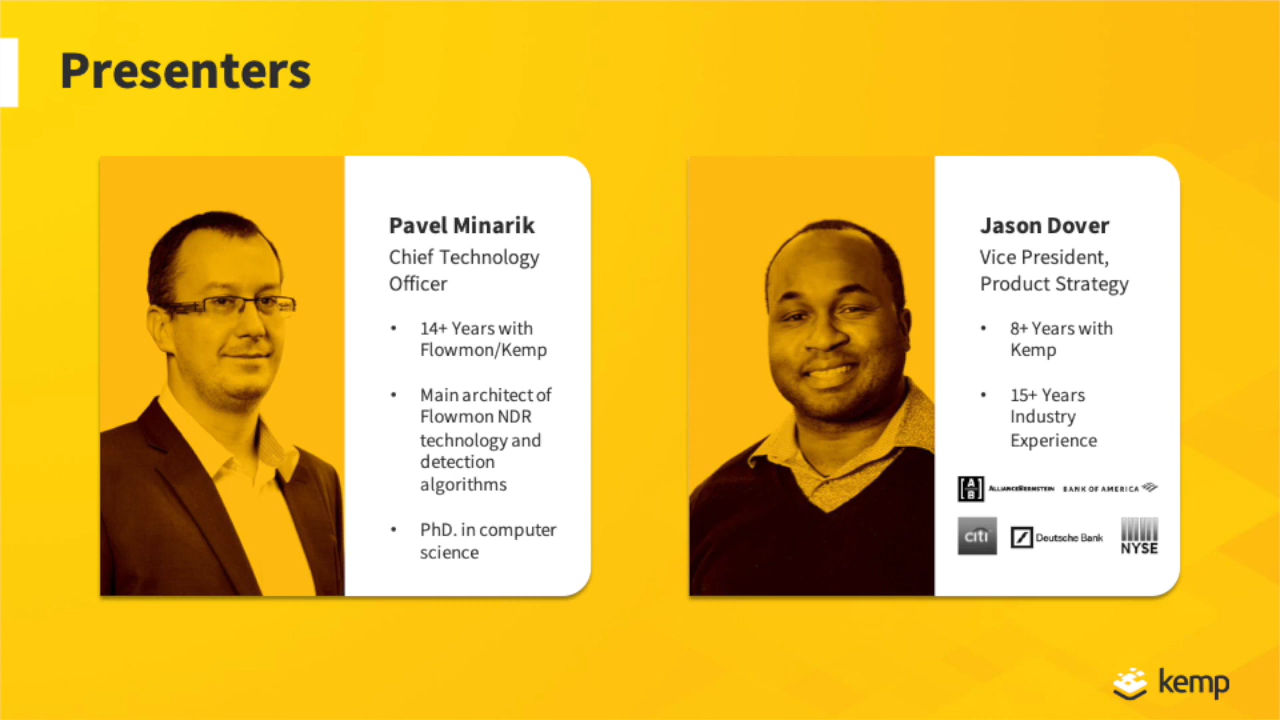 Presenters
Pavel Minarik
Chief Technology
Officer
• 14+ Years with
Flowmon/Kemp
• Main architect of
Flowmon NDR
technology and
detection
algorithms
• PhD. in computer
science
Jason Dover
Vice President,
Product Strategy
• 8+ Years with
Kemp
• 15+ Years
Industry
Experience
[A B] ALLIANCEBERNSTEIN BANK OF AMERICA
citi Deutsche Bank NYSE
kemp